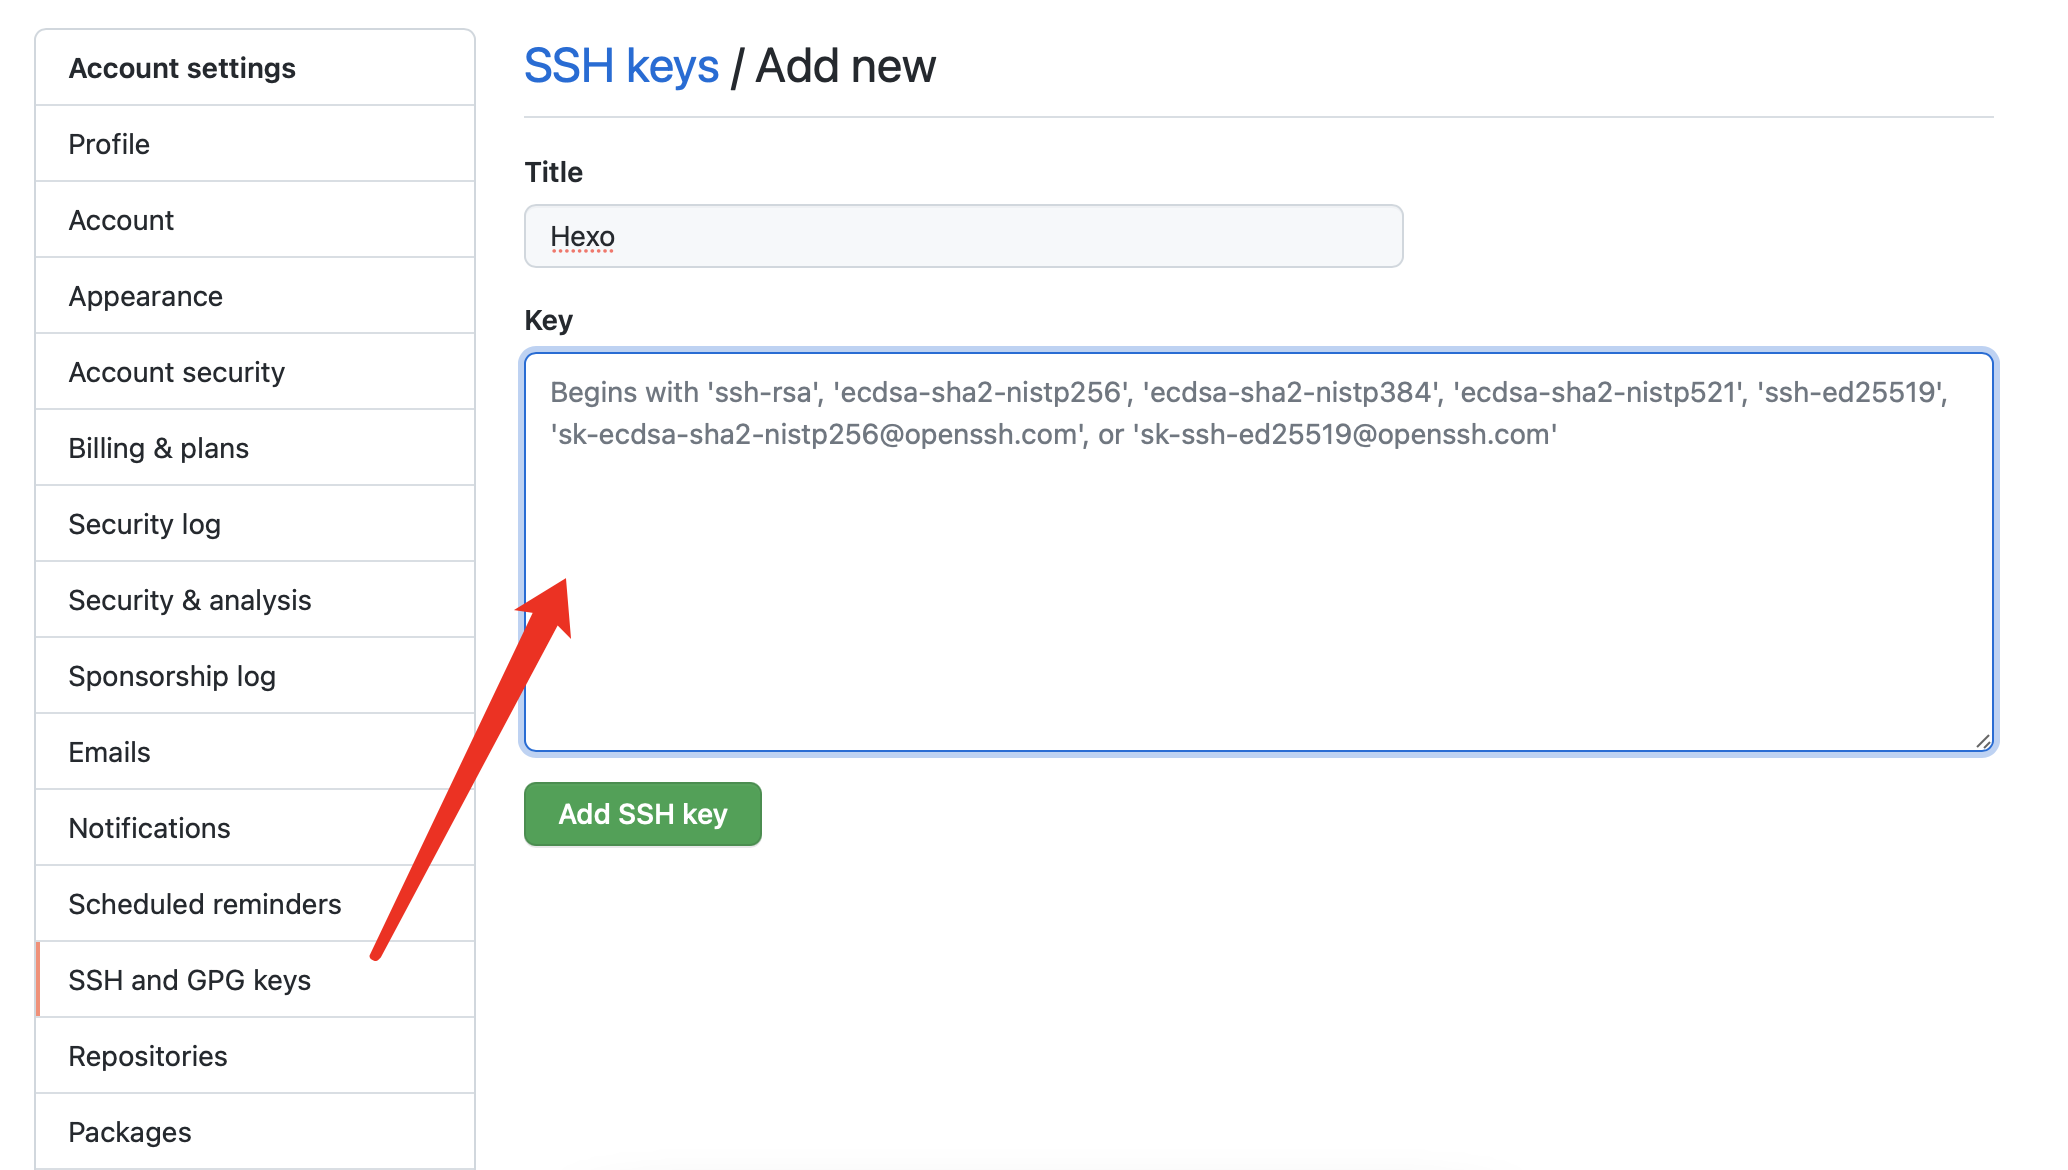 Account settings
Profile
Account
Appearance
Account security
Billing & plans
Security log
Security & analysis
Sponsorship log
Emails
Notifications
Scheduled reminders
SSH and GPG keys
Repositories
Packages
SSH keys / Add new
Title
Hexo
Key
Begins with 'ssh-rsa', 'ecdsa-sha2-nistp256', 'ecdsa-sha2-nistp384', 'ecdsa-sha2-nistp521', 'ssh-ed25519',
'sk-ecdsa-sha2-nistp256@openssh.com', or 'sk-ssh-ed25519@openssh.com'
Add SSH key